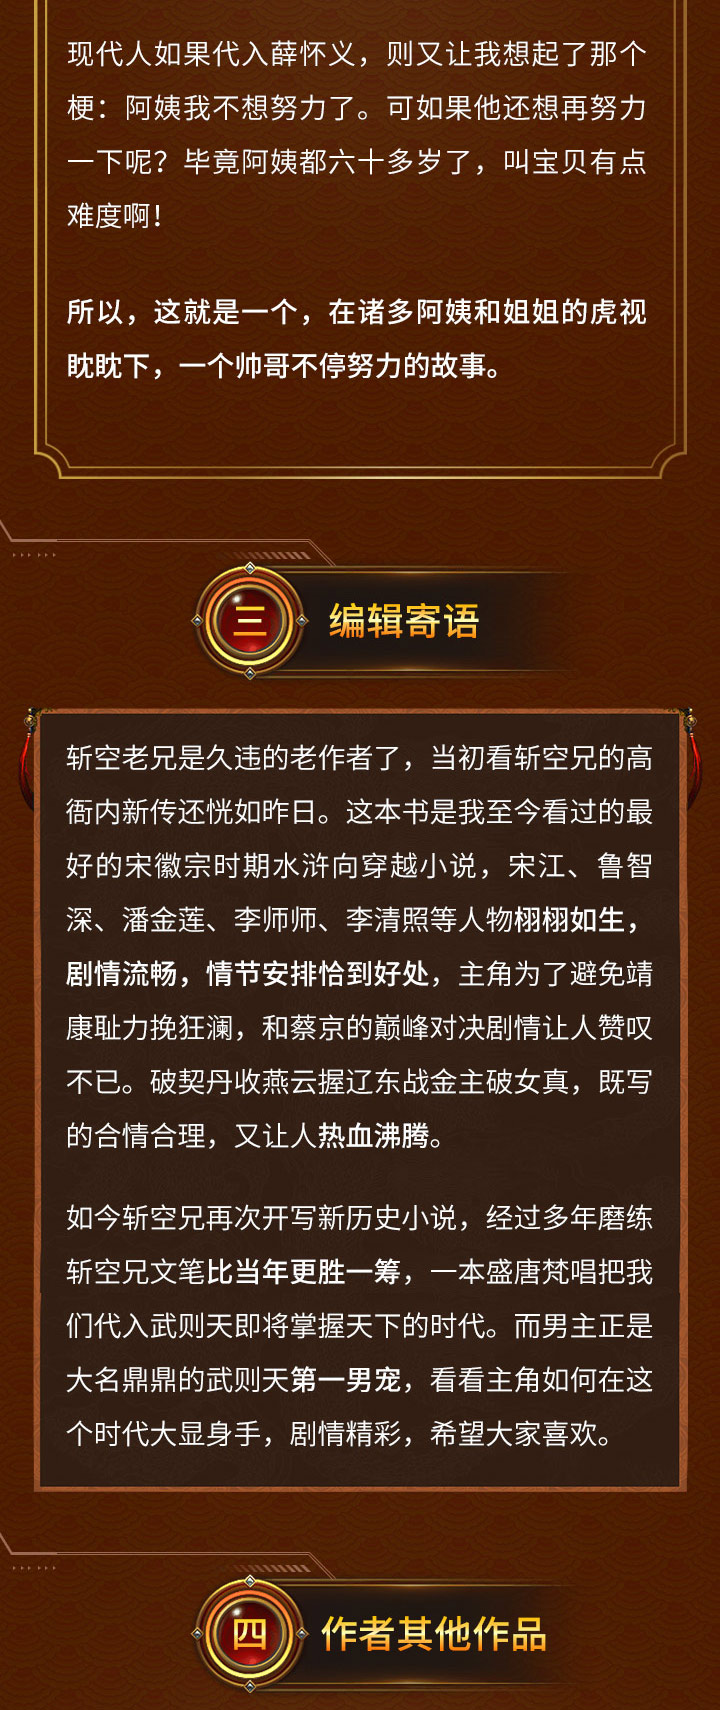 现代人如果代入薛怀义，则又让我想起了那个
梗：阿姨我不想努力了。可如果他还想再努力
一下呢？毕竟阿姨都六十多岁了，叫宝贝有点
难度啊！
所以，这就是一个，在诸多阿姨和姐姐的虎视
眈眈下，一个帅哥不停努力的故事。
三
编辑寄语
斩空老兄是久违的老作者了，当初看斩空兄的高
衙内新传还恍如昨日。这本书是我至今看过的最
好的宋徽宗时期水浒向穿越小说，宋江、鲁智
深、潘金莲、李师师、李清照等人物栩栩如生，
剧情流畅，情节安排恰到好处，主角为了避免靖
康耻力挽狂澜，和蔡京的巅峰对决剧情让人赞叹
不已。破契丹收燕云握辽东战金主破女真，既写
的合情合理，又让人热血沸腾。
如今斩空兄再次开写新历史小说，经过多年磨练
斩空兄文笔比当年更胜一筹，一本盛唐梵唱把我
们代入武则天即将掌握天下的时代。而男主正是
大名鼎鼎的武则天第一男宠，看看主角如何在这
个时代大显身手，剧情精彩，希望大家喜欢。
四
作者其他作品